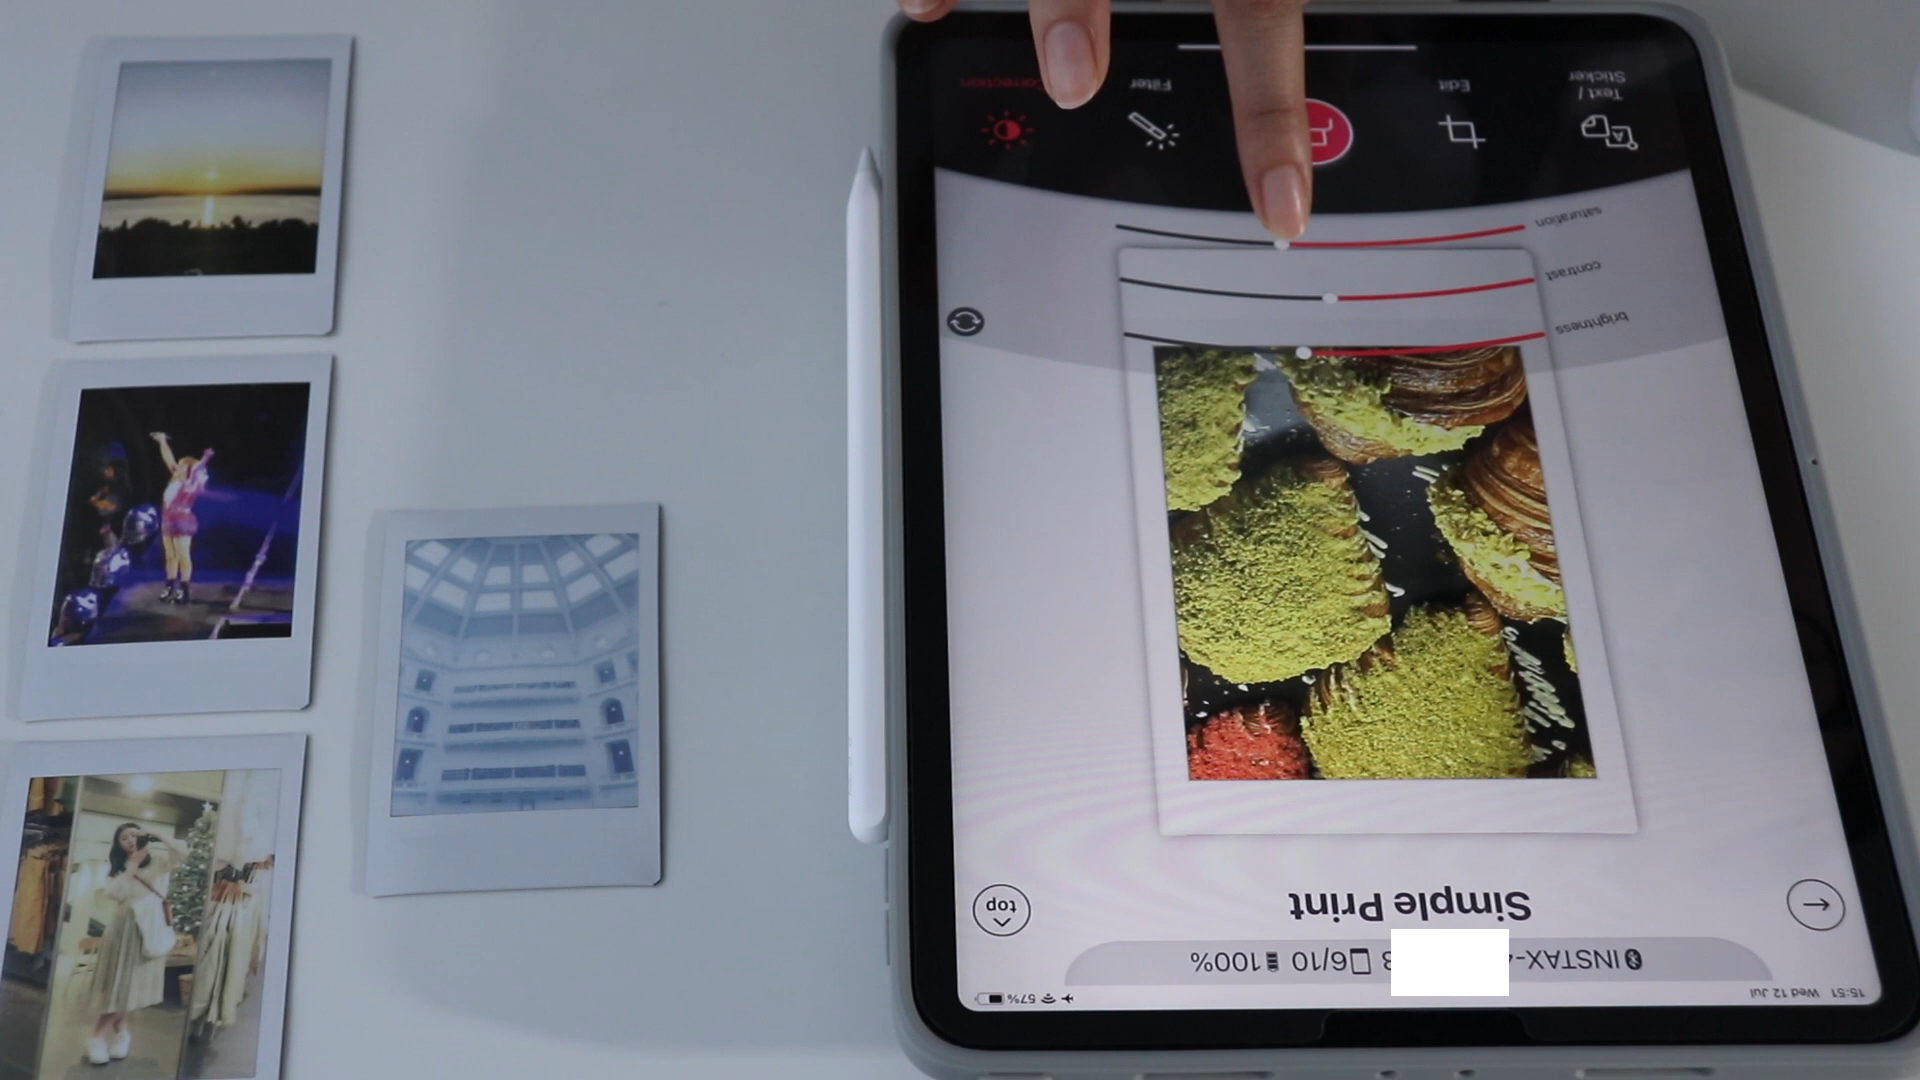 15:51 Wed 12 Jul
57%
INSTAX-
6/10 100%
Simple Print
top
brightness
contrast
saturation
Text /
Sticker
Edit
Filter
Correction